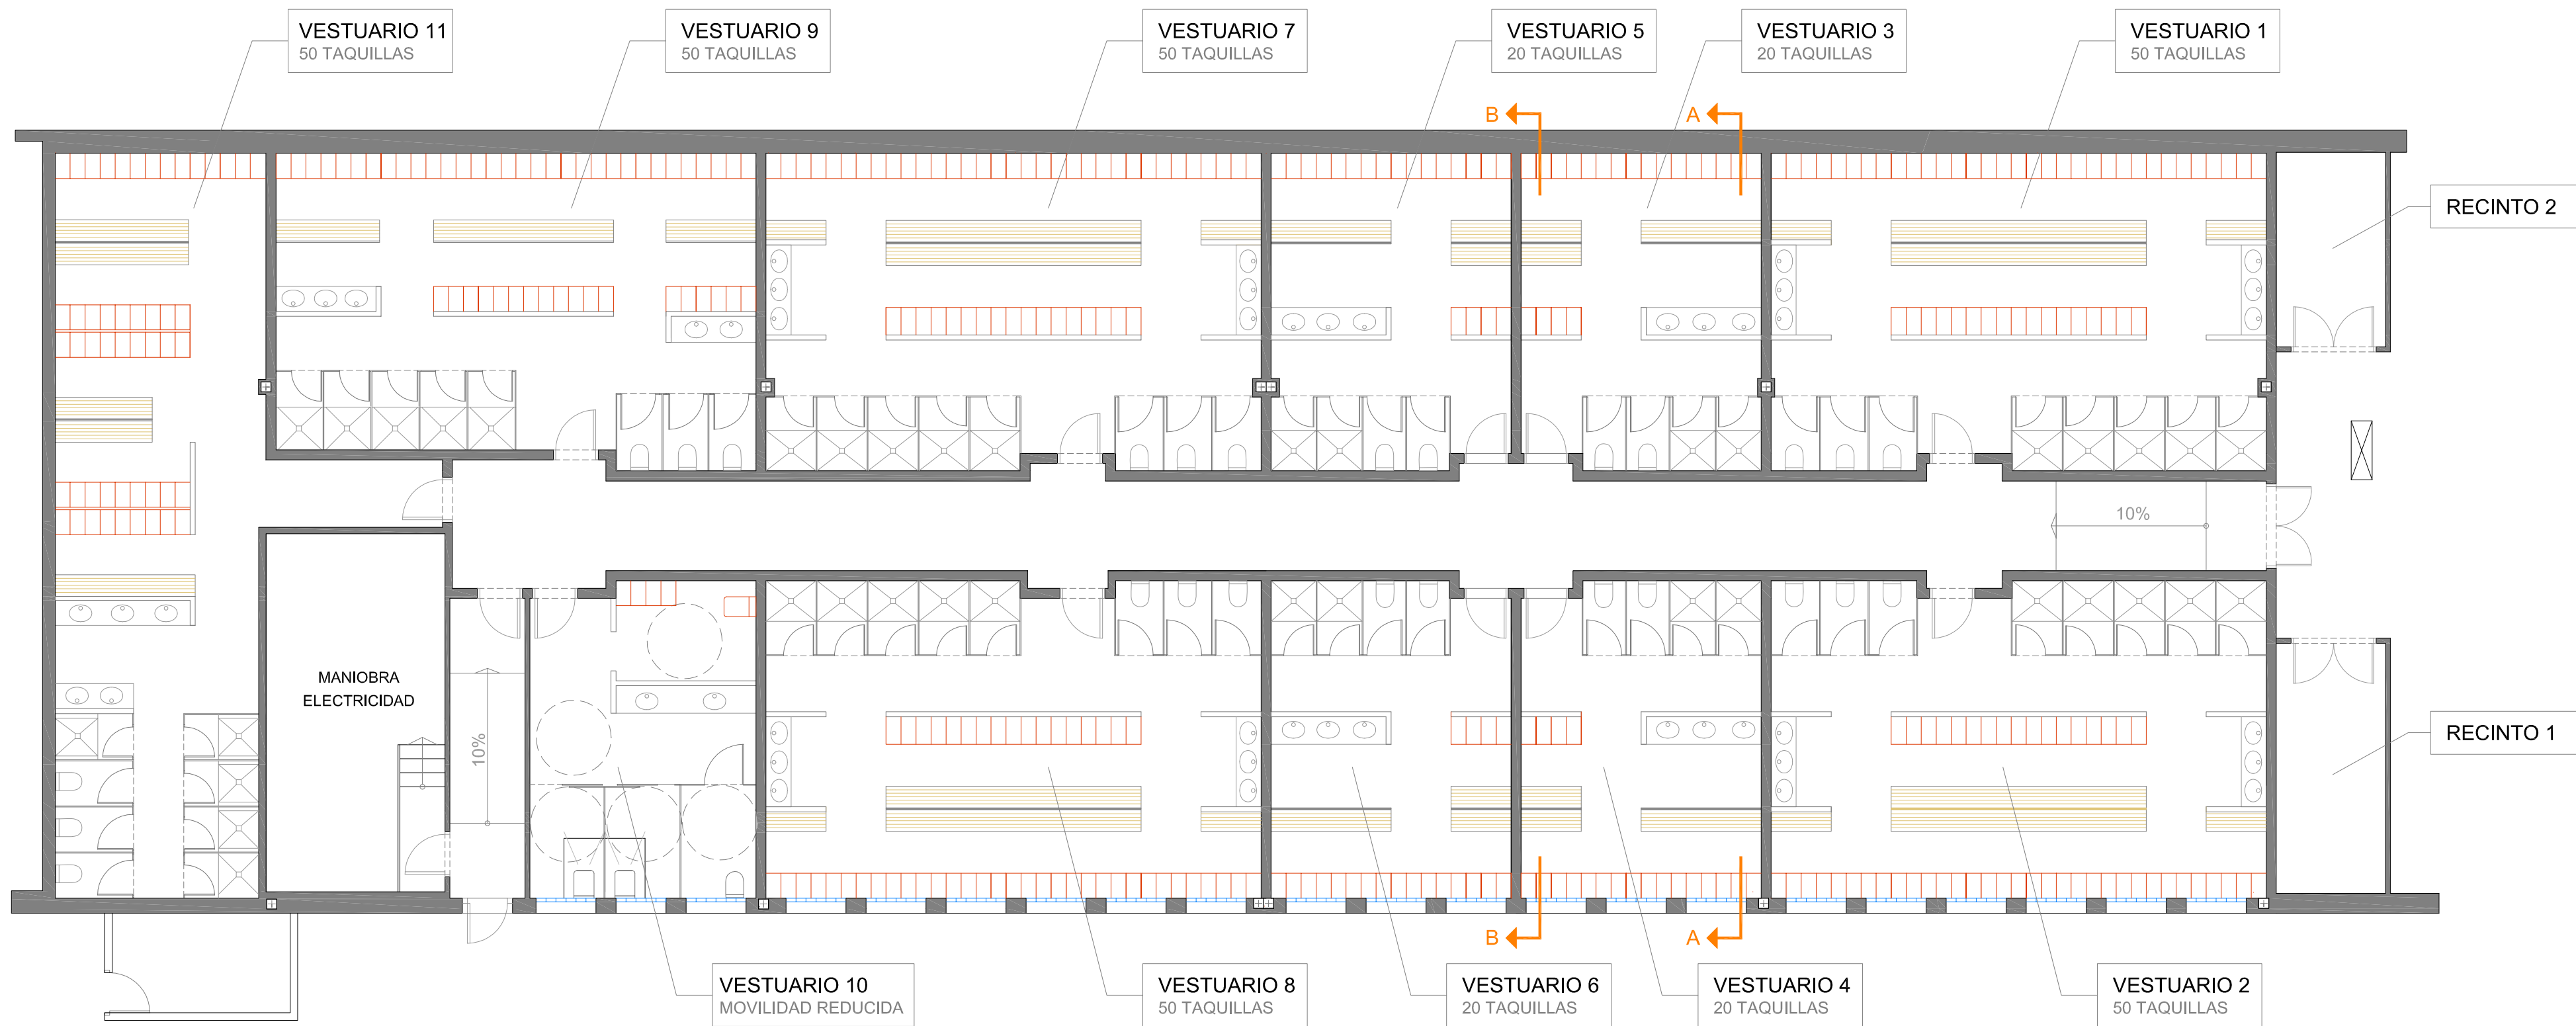 VESTUARIO 11
50 TAQUILLAS
VESTUARIO 9
50 TAQUILLAS
VESTUARIO 7
50 TAQUILLAS
VESTUARIO 5
20 TAQUILLAS
VESTUARIO 3
20 TAQUILLAS
VESTUARIO 1
50 TAQUILLAS
B
A
RECINTO 2
10%
MANIOBRA
ELECTRICIDAD
10%
RECINTO 1
B
A
VESTUARIO 10
MOVILIDAD REDUCIDA
VESTUARIO 8
50 TAQUILLAS
VESTUARIO 6
20 TAQUILLAS
VESTUARIO 4
20 TAQUILLAS
VESTUARIO 2
50 TAQUILLAS